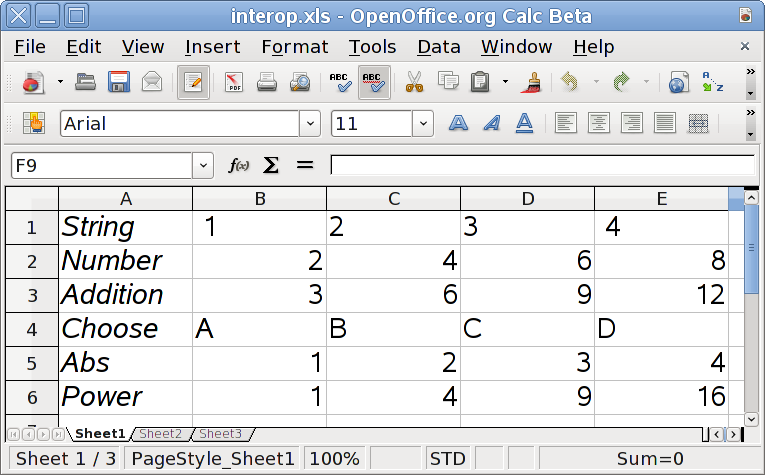 interop.xls - OpenOffice.org Calc Beta
File Edit View Insert Format Tools Data Window Help
PDF ABC ABC A Z
Arial 11 A A A
F9 f(x) Σ =
A B C D E
1 String 1 2 3 4
2 Number 2 4 6 8
3 Addition 3 6 9 12
4 Choose A B C D
5 Abs 1 2 3 4
6 Power 1 4 9 16
Sheet1 Sheet2 Sheet3
Sheet 1 / 3 PageStyle_Sheet1 100% STD Sum=0